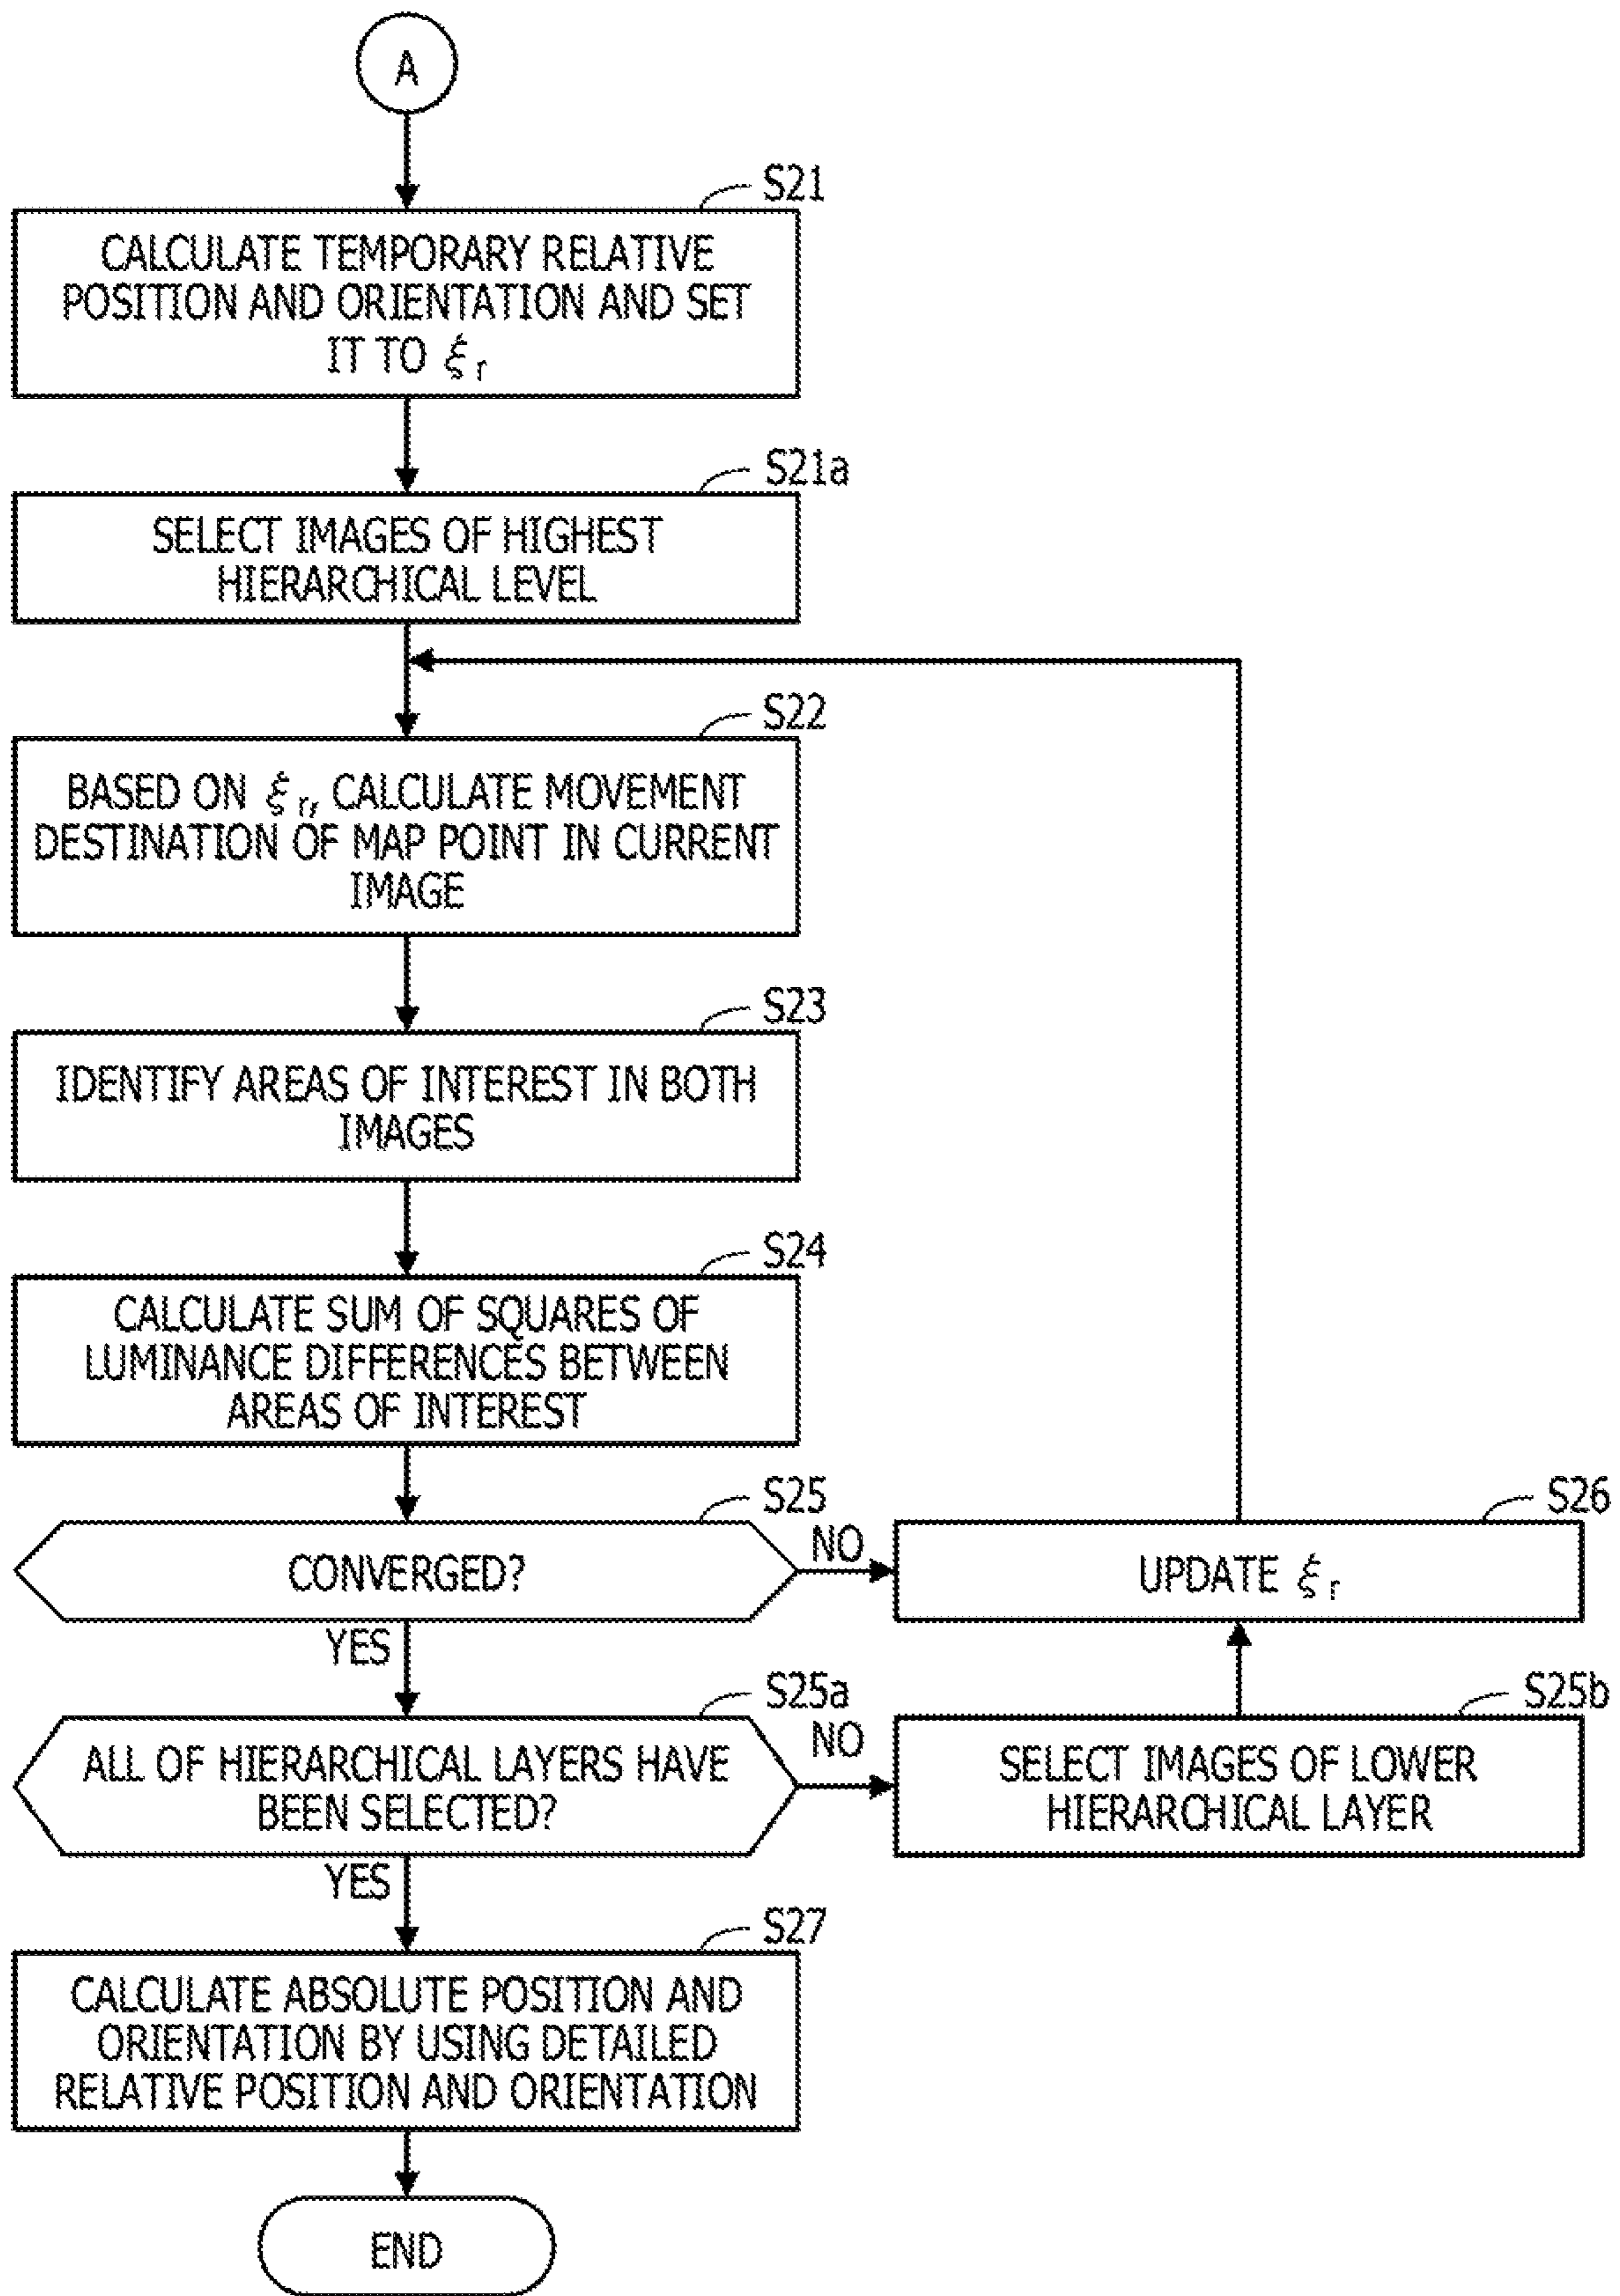 A
S21
CALCULATE TEMPORARY RELATIVE
POSITION AND ORIENTATION AND SET
IT TO ξr
S21a
SELECT IMAGES OF HIGHEST
HIERARCHICAL LEVEL
S22
BASED ON ξr, CALCULATE MOVEMENT
DESTINATION OF MAP POINT IN CURRENT
IMAGE
S23
IDENTIFY AREAS OF INTEREST IN BOTH
IMAGES
S24
CALCULATE SUM OF SQUARES OF
LUMINANCE DIFFERENCES BETWEEN
AREAS OF INTEREST
S25
CONVERGED?
NO
S26
UPDATE ξr
YES
S25a
ALL OF HIERARCHICAL LAYERS HAVE
BEEN SELECTED?
NO
S25b
SELECT IMAGES OF LOWER
HIERARCHICAL LAYER
YES
S27
CALCULATE ABSOLUTE POSITION AND
ORIENTATION BY USING DETAILED
RELATIVE POSITION AND ORIENTATION
END